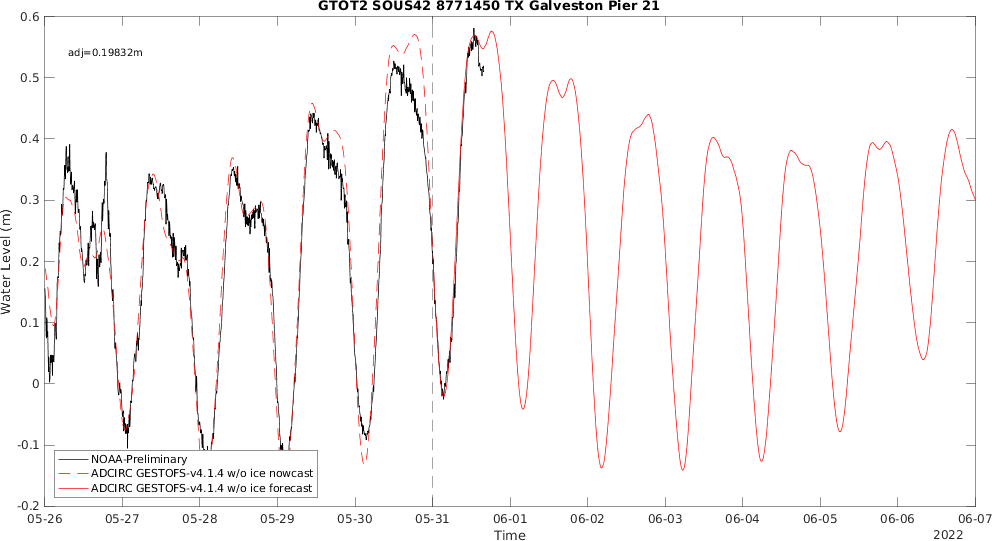 GTOT2 SOUS42 8771450 TX Galveston Pier 21
adj=0.19832m
Water Level (m)
0.6
0.5
0.4
0.3
0.2
0.1
0
-0.1
-0.2
NOAA-Preliminary
ADCIRC GESTOFS-v4.1.4 w/o ice nowcast
ADCIRC GESTOFS-v4.1.4 w/o ice forecast
05-26 05-27 05-28 05-29 05-30 05-31 06-01 06-02 06-03 06-04 06-05 06-06 06-07
Time
2022